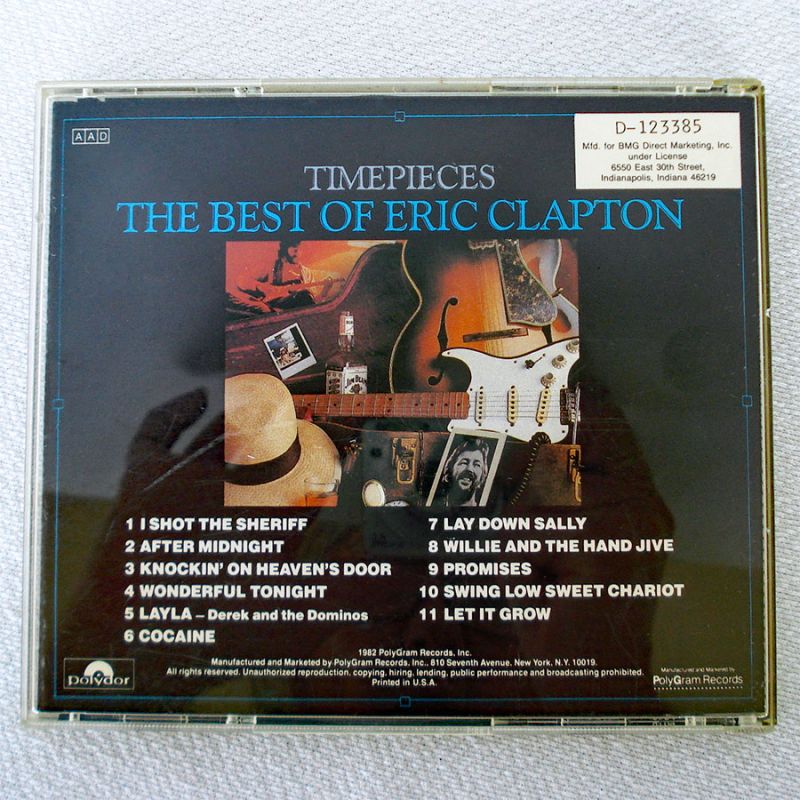 AAD
D-123385
Mfd. for BMG Direct Marketing, Inc.
under License
6550 East 30th Street,
Indianapolis, Indiana 46219
TIMEPIECES
THE BEST OF ERIC CLAPTON
JIM BEAM
1 I SHOT THE SHERIFF
2 AFTER MIDNIGHT
3 KNOCKIN' ON HEAVEN'S DOOR
4 WONDERFUL TONIGHT
5 LAYLA – Derek and the Dominos
6 COCAINE
7 LAY DOWN SALLY
8 WILLIE AND THE HAND JIVE
9 PROMISES
10 SWING LOW SWEET CHARIOT
11 LET IT GROW
polydor
1982 PolyGram Records, Inc.
Manufactured and Marketed by PolyGram Records, Inc., 810 Seventh Avenue, New York, N.Y. 10019.
All rights reserved. Unauthorized reproduction, copying, hiring, lending, public performance and broadcasting prohibited.
Printed in U.S.A.
Manufactured and Marketed by
PolyGram Records